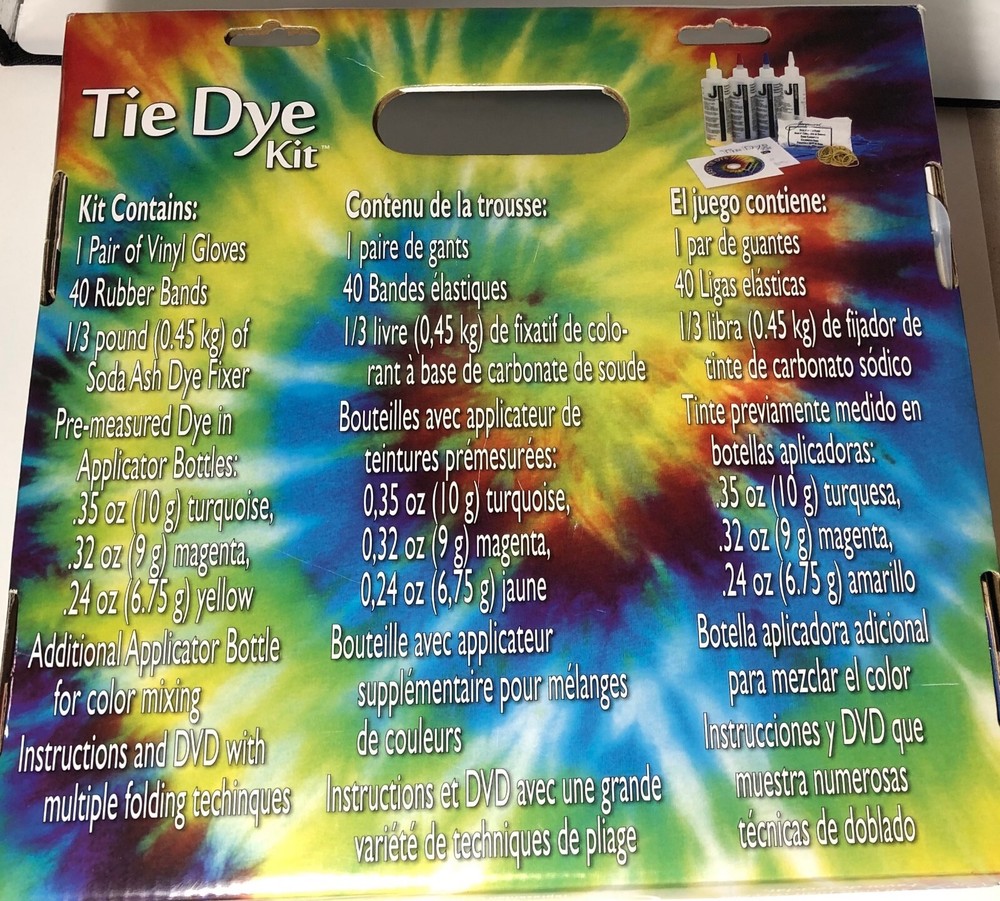 Tie Dye
Kit™
Kit Contains:
1 Pair of Vinyl Gloves
40 Rubber Bands
1/3 pound (0.45 kg) of
Soda Ash Dye Fixer
Pre-measured Dye in
Applicator Bottles:
.35 oz (10 g) turquoise,
.32 oz (9 g) magenta,
.24 oz (6.75 g) yellow
Additional Applicator Bottle
for color mixing
Instructions and DVD with
multiple folding techinques
Contenu de la trousse:
1 paire de gants
40 Bandes élastiques
1/3 livre (0,45 kg) de fixatif de colo-
rant à base de carbonate de soude
Bouteilles avec applicateur de
teintures prémesurées:
0,35 oz (10 g) turquoise,
0,32 oz (9 g) magenta,
0,24 oz (6,75 g) jaune
Bouteille avec applicateur
supplémentaire pour mélanges
de couleurs
Instructions et DVD avec une grande
variété de techniques de pliage
El juego contiene:
1 par de guantes
40 Ligas elásticas
1/3 libra (0.45 kg) de fijador de
tinte de carbonato sódico
Tinte previamente medido en
botellas aplicadoras:
.35 oz (10 g) turquesa,
.32 oz (9 g) magenta,
.24 oz (6.75 g) amarillo
Botella aplicadora adicional
para mezclar el color
Instrucciones y DVD que
muestra numerosas
técnicas de doblado